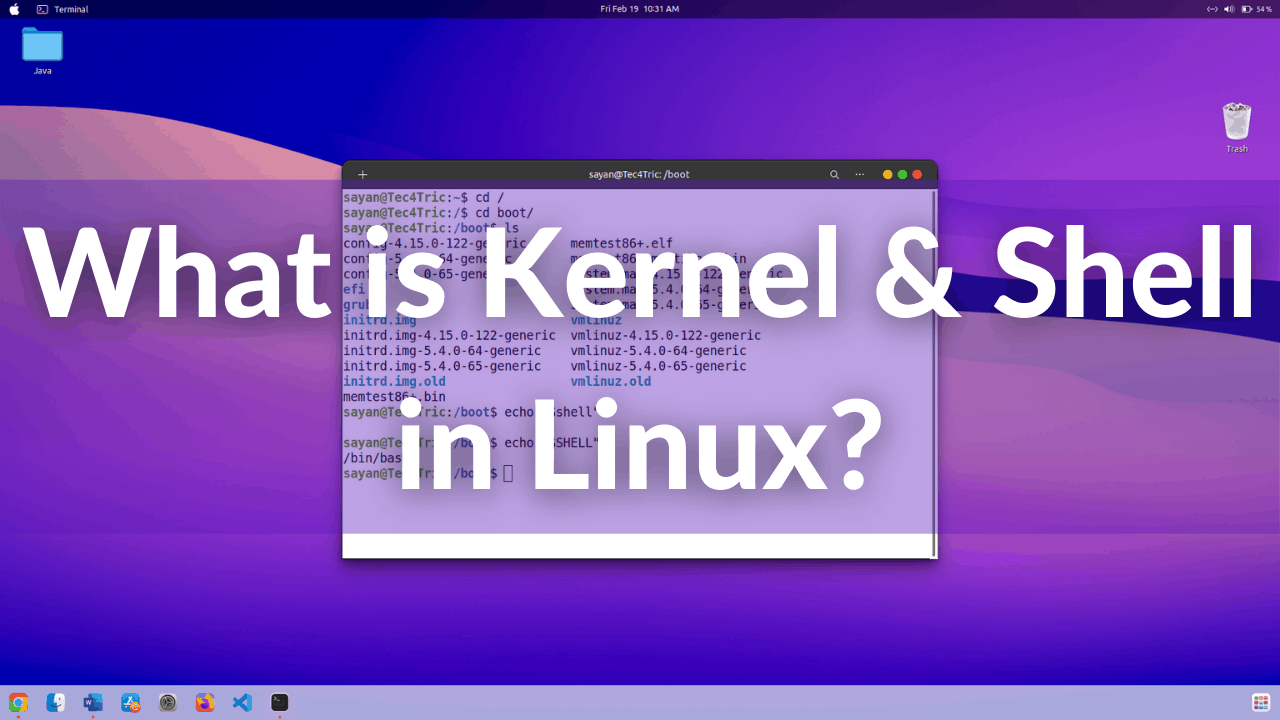 Terminal
Fri Feb 19 10:31 AM
54 %
Java
Trash
sayan@Tec4Tric: /boot
sayan@Tec4Tric:~$ cd /
sayan@Tec4Tric:/$ cd boot/
sayan@Tec4Tric:/boot$ ls
What is Kernel & Shell
memtest86+.elf
initrd.img vmlinuz
initrd.img-4.15.0-122-generic vmlinuz-4.15.0-122-generic
initrd.img-5.4.0-64-generic vmlinuz-5.4.0-64-generic
initrd.img-5.4.0-65-generic vmlinuz-5.4.0-65-generic
initrd.img.old vmlinuz.old
memtest86+.bin
in Linux?